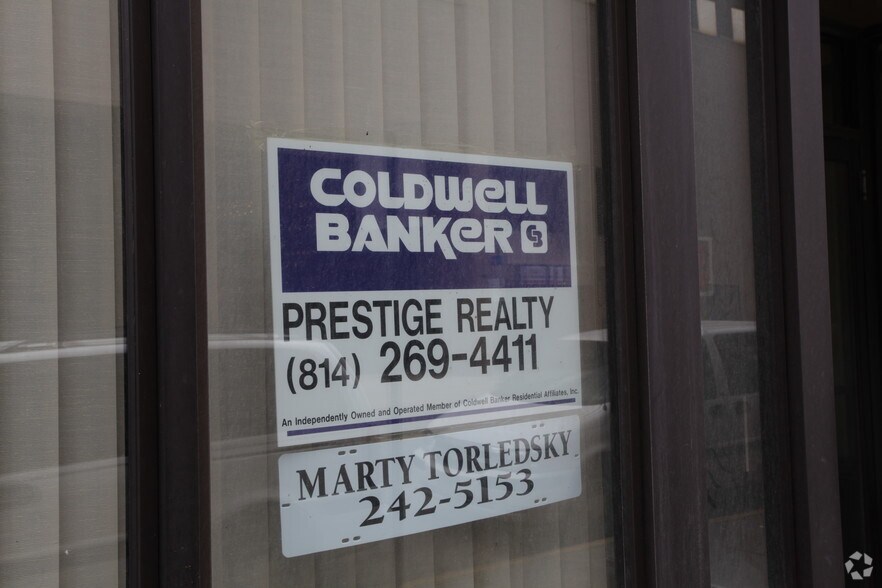 COLDWELL
BANKER CB
PRESTIGE REALTY
(814) 269-4411
An Independently Owned and Operated Member of Coldwell Banker Residential Affiliates, Inc.
MARTY TORLEDSKY
242-5153